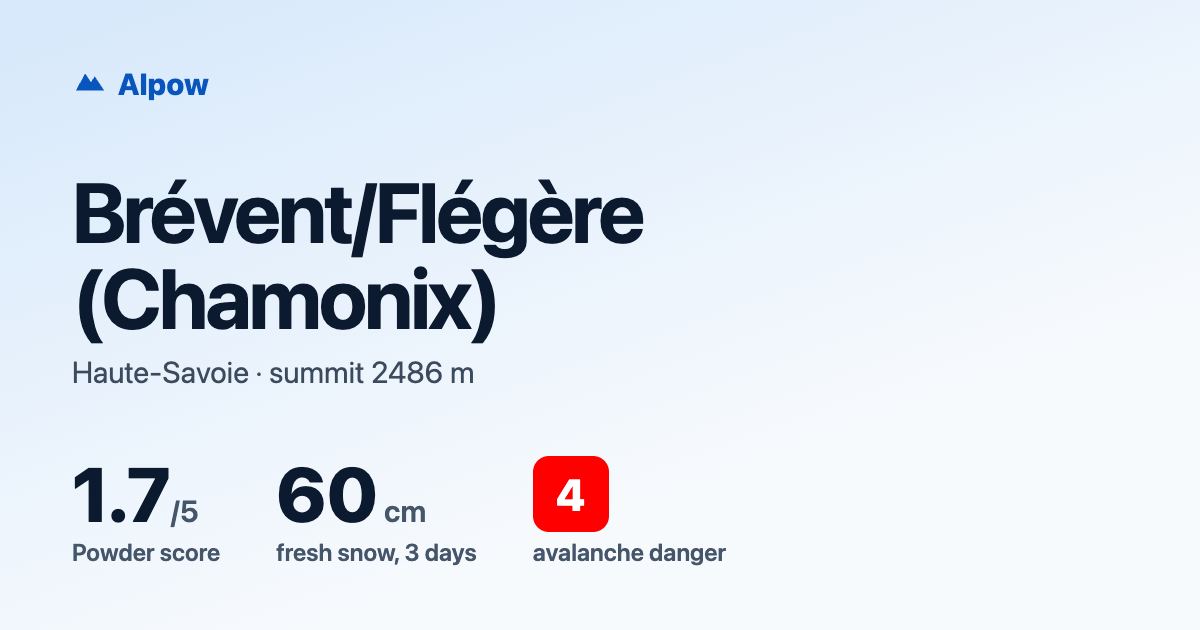 Alpow
Brévent/Flégère
(Chamonix)
Haute-Savoie · summit 2486 m
1.7/5
Powder score
60 cm
fresh snow, 3 days
4
avalanche danger